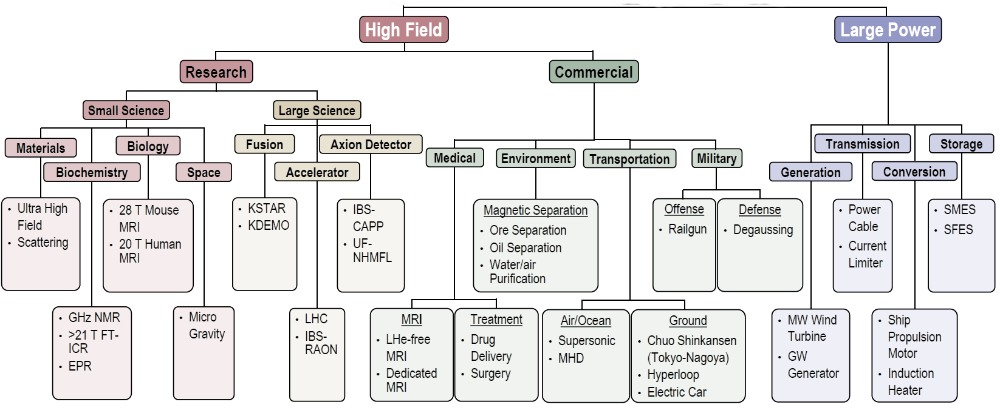 High Field
Large Power
Research
Commercial
Small Science
Large Science
Materials
Biology
Biochemistry
Space
Fusion
Axion Detector
Accelerator
Medical
Environment
Transportation
Military
Transmission
Storage
Generation
Conversion
• Ultra High
Field
• Scattering
• 28 T Mouse
MRI
• 20 T Human
MRI
• KSTAR
• KDEMO
• IBS-
CAPP
• UF-
NHMFL
Magnetic Separation
• Ore Separation
• Oil Separation
• Water/air
Purification
Offense
• Railgun
Defense
• Degaussing
• Power
Cable
• Current
Limiter
• SMES
• SFES
• GHz NMR
• >21 T FT-
ICR
• EPR
• Micro
Gravity
• LHC
• IBS-
RAON
MRI
• LHe-free
MRI
• Dedicated
MRI
Treatment
• Drug
Delivery
• Surgery
Air/Ocean
• Supersonic
• MHD
Ground
• Chuo Shinkansen
(Tokyo-Nagoya)
• Hyperloop
• Electric Car
• MW Wind
Turbine
• GW
Generator
• Ship
Propulsion
Motor
• Induction
Heater